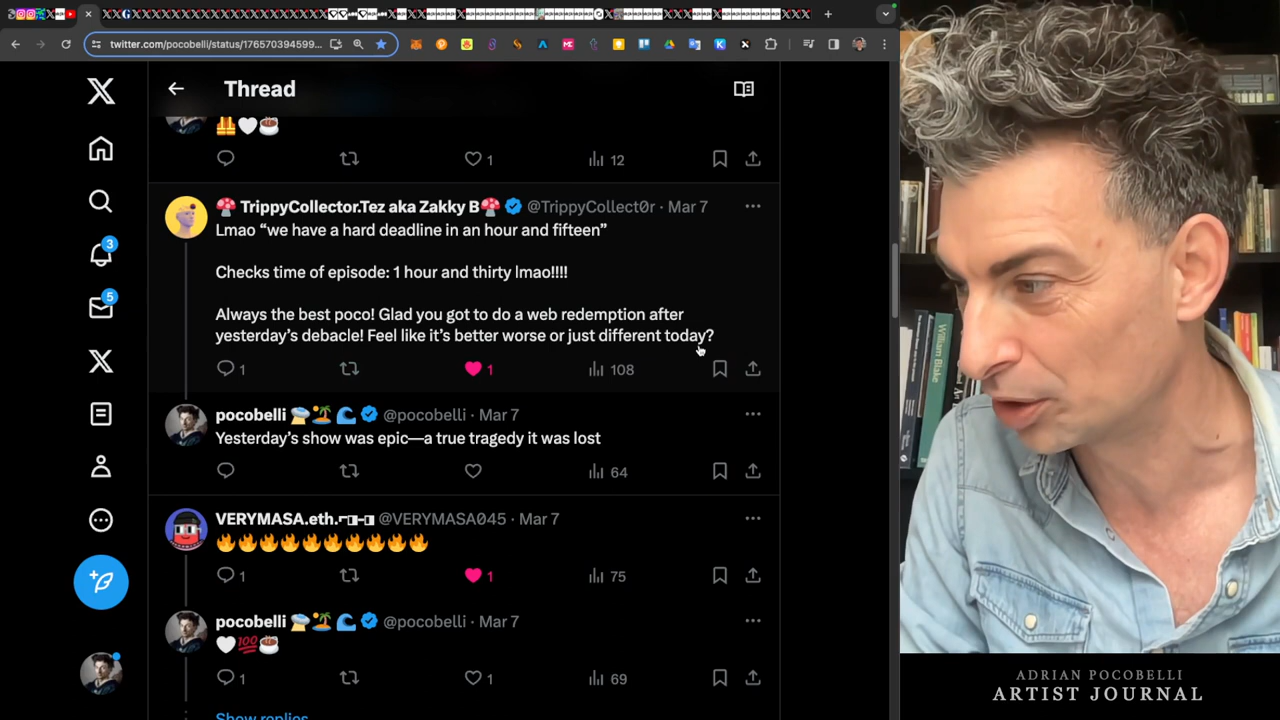 twitter.com/pocobelli/status/176570394599...
Thread
1
12
TrippyCollector.Tez aka Zakky B @TrippyCollect0r · Mar 7
Lmao “we have a hard deadline in an hour and fifteen”
Checks time of episode: 1 hour and thirty lmao!!!!
Always the best poco! Glad you got to do a web redemption after
yesterday’s debacle! Feel like it’s better worse or just different today?
1
1
108
pocobelli @pocobelli · Mar 7
Yesterday’s show was epic—a true tragedy it was lost
64
VERYMASA.eth. @VERYMASA045 · Mar 7
🔥🔥🔥🔥🔥🔥🔥🔥🔥🔥
1
1
75
pocobelli @pocobelli · Mar 7
🤍💯☕
1
1
69
Show replies
3
5
William Blake
ADRIAN POCOBELLI
ARTIST JOURNAL